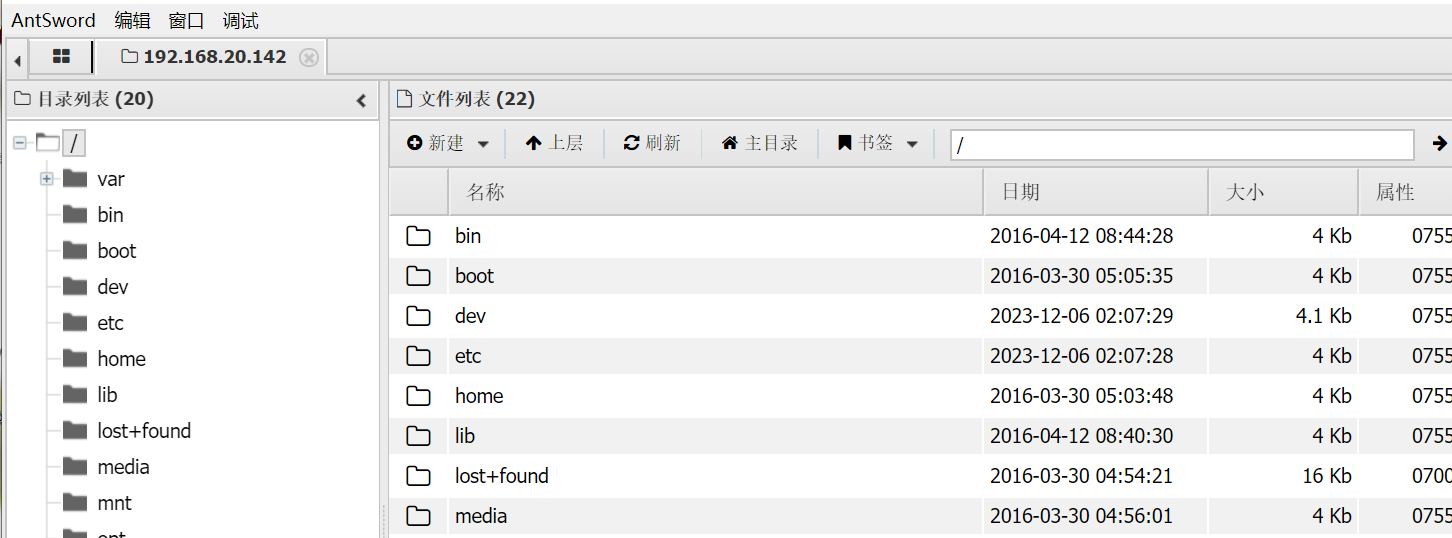 AntSword 编辑 窗口 调试
192.168.20.142
目录列表 (20)
文件列表 (22)
新建 上层 刷新 主目录 书签 /
名称 日期 大小 属性
/
var
bin
boot
dev
etc
home
lib
lost+found
media
mnt
bin 2016-04-12 08:44:28 4 Kb 0755
boot 2016-03-30 05:05:35 4 Kb 0755
dev 2023-12-06 02:07:29 4.1 Kb 0755
etc 2023-12-06 02:07:28 4 Kb 0755
home 2016-03-30 05:03:48 4 Kb 0755
lib 2016-04-12 08:40:30 4 Kb 0755
lost+found 2016-03-30 04:54:21 16 Kb 0700
media 2016-03-30 04:56:01 4 Kb 0755